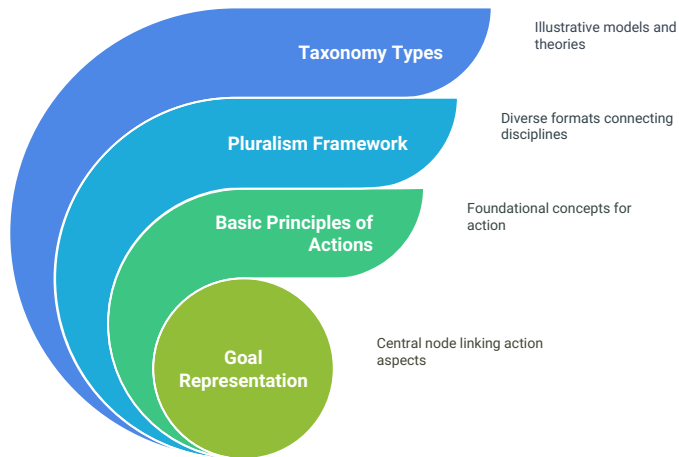 Taxonomy Types
Illustrative models and
theories
Pluralism Framework
Diverse formats connecting
disciplines
Basic Principles of
Actions
Foundational concepts for
action
Goal
Representation
Central node linking action
aspects